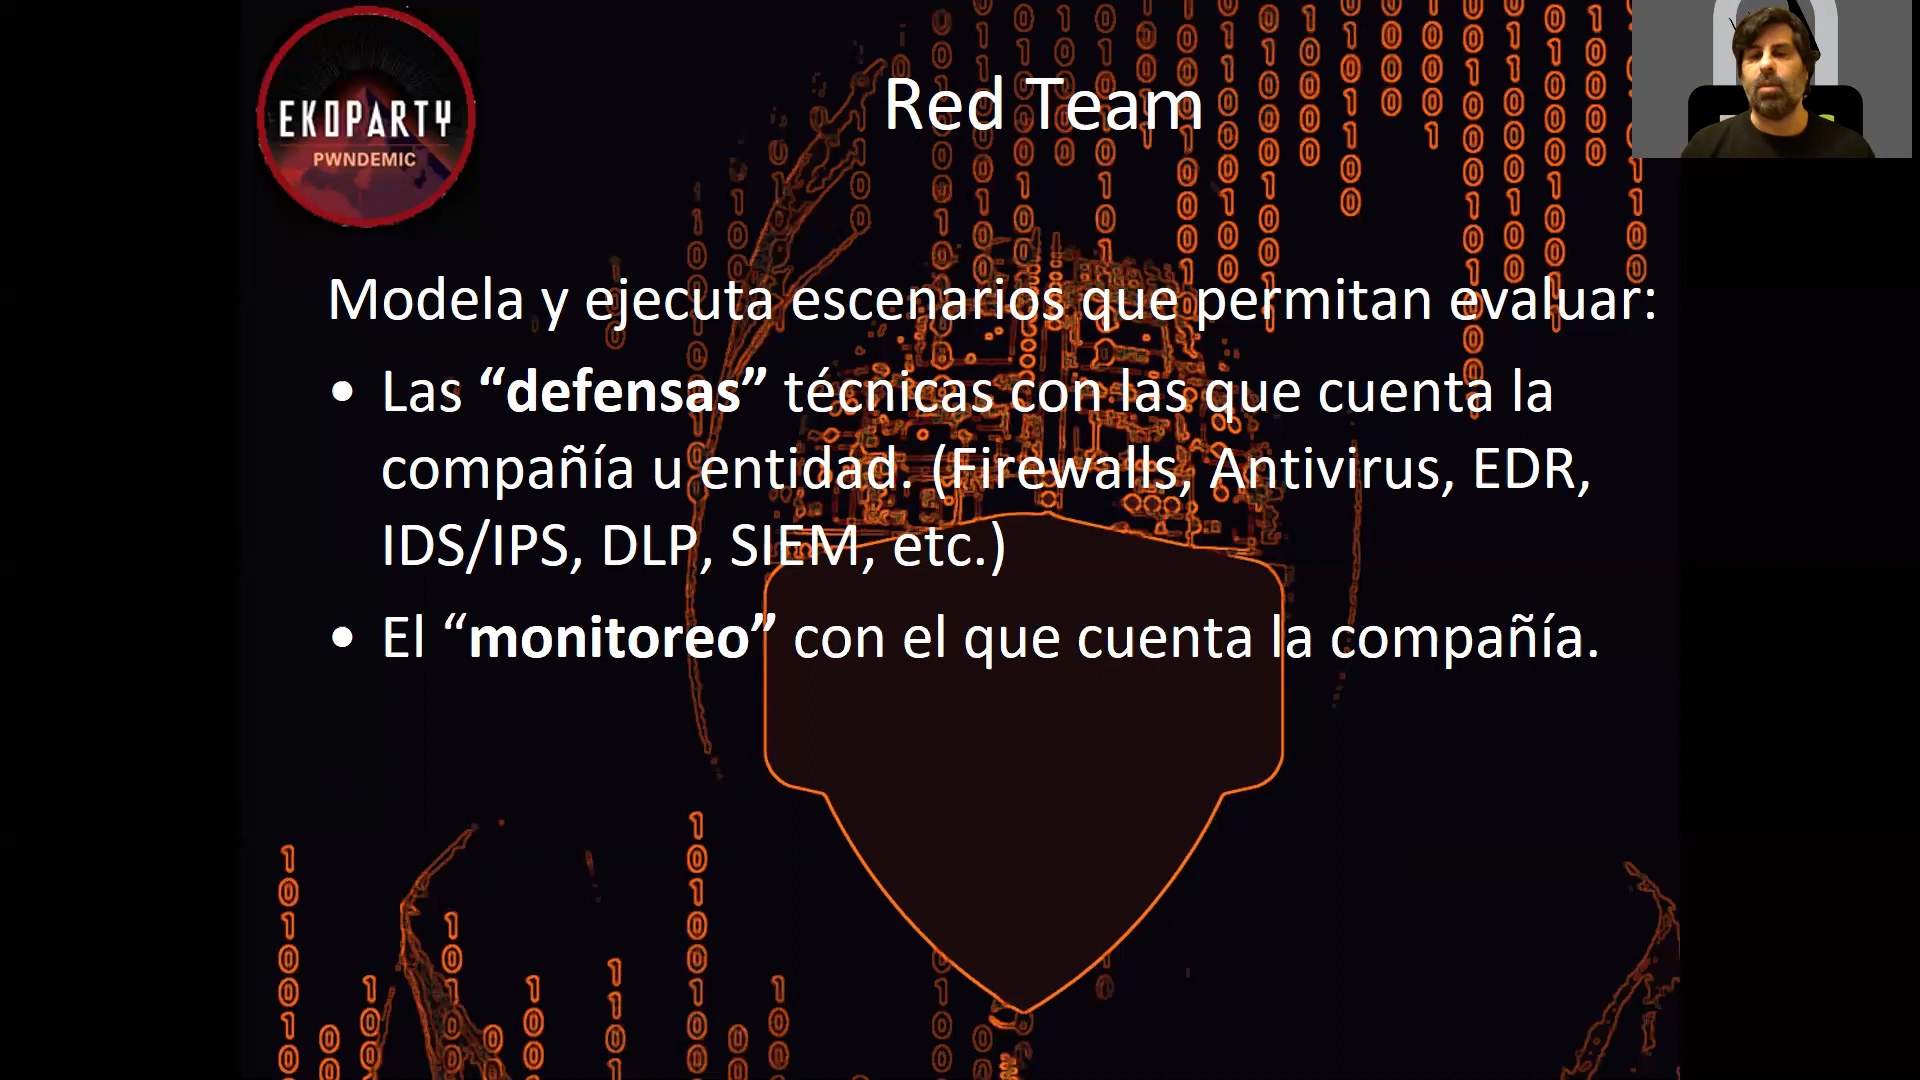 EKOPARTY
PWNDEMIC
Red Team
Modela y ejecuta escenarios que permitan evaluar:
• Las “defensas” técnicas con las que cuenta la
compañía u entidad. (Firewalls, Antivirus, EDR,
IDS/IPS, DLP, SIEM, etc.)
• El “monitoreo” con el que cuenta la compañía.